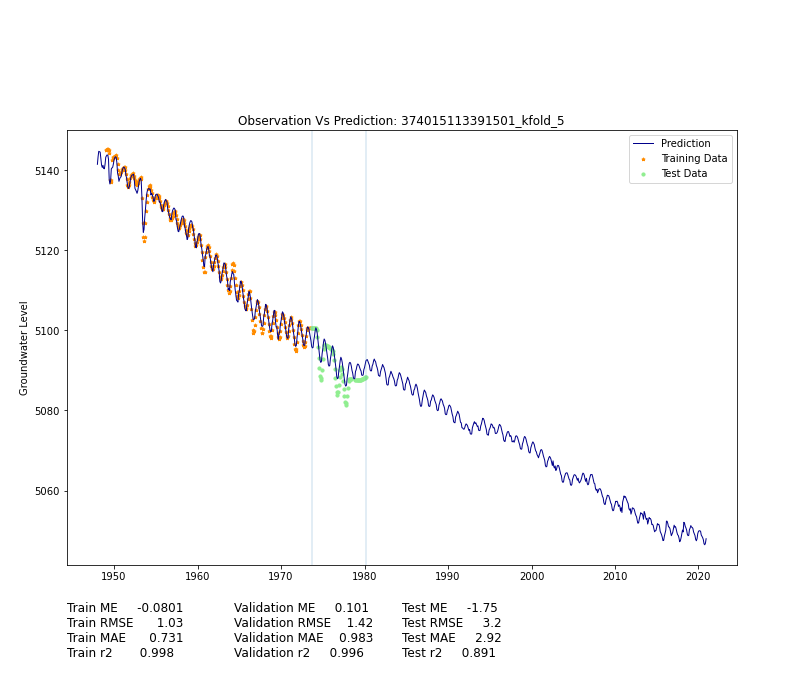 Observation Vs Prediction: 374015113391501_kfold_5
Prediction
Training Data
Test Data
Groundwater Level
5140
5120
5100
5080
5060
1950 1960 1970 1980 1990 2000 2010 2020
Train ME -0.0801 Validation ME 0.101 Test ME -1.75
Train RMSE 1.03 Validation RMSE 1.42 Test RMSE 3.2
Train MAE 0.731 Validation MAE 0.983 Test MAE 2.92
Train r2 0.998 Validation r2 0.996 Test r2 0.891